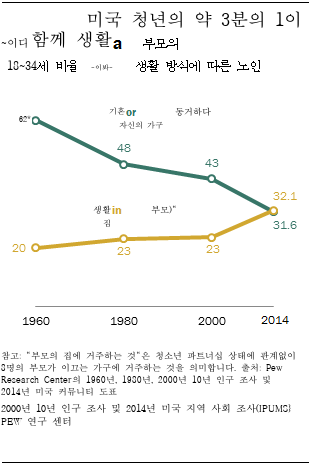 미국 청년의 약 3분의 1이
~이다 함께 생활a 부모의
18~34세 비율 -이봐- 생활 방식에 따른 노인
기혼or 동거하다
자신의 가구
62%
48
43
32.1
31.6
생활in 부모)"
집
20
23
23
1960 1980 2000 2014
참고: "부모의 집에 거주하는 것"은 청소년 파트너십 상태에 관계없이
8명의 부모가 이끄는 가구에 거주하는 것을 의미합니다. 출처: Pew
Research Center의 1960년, 1980년, 2000년 10년 인구 조사 및
2014년 미국 커뮤니티 도표
2000년 10년 인구 조사 및 2014년 미국 지역 사회 조사(IPUMS)
PEW 연구 센터